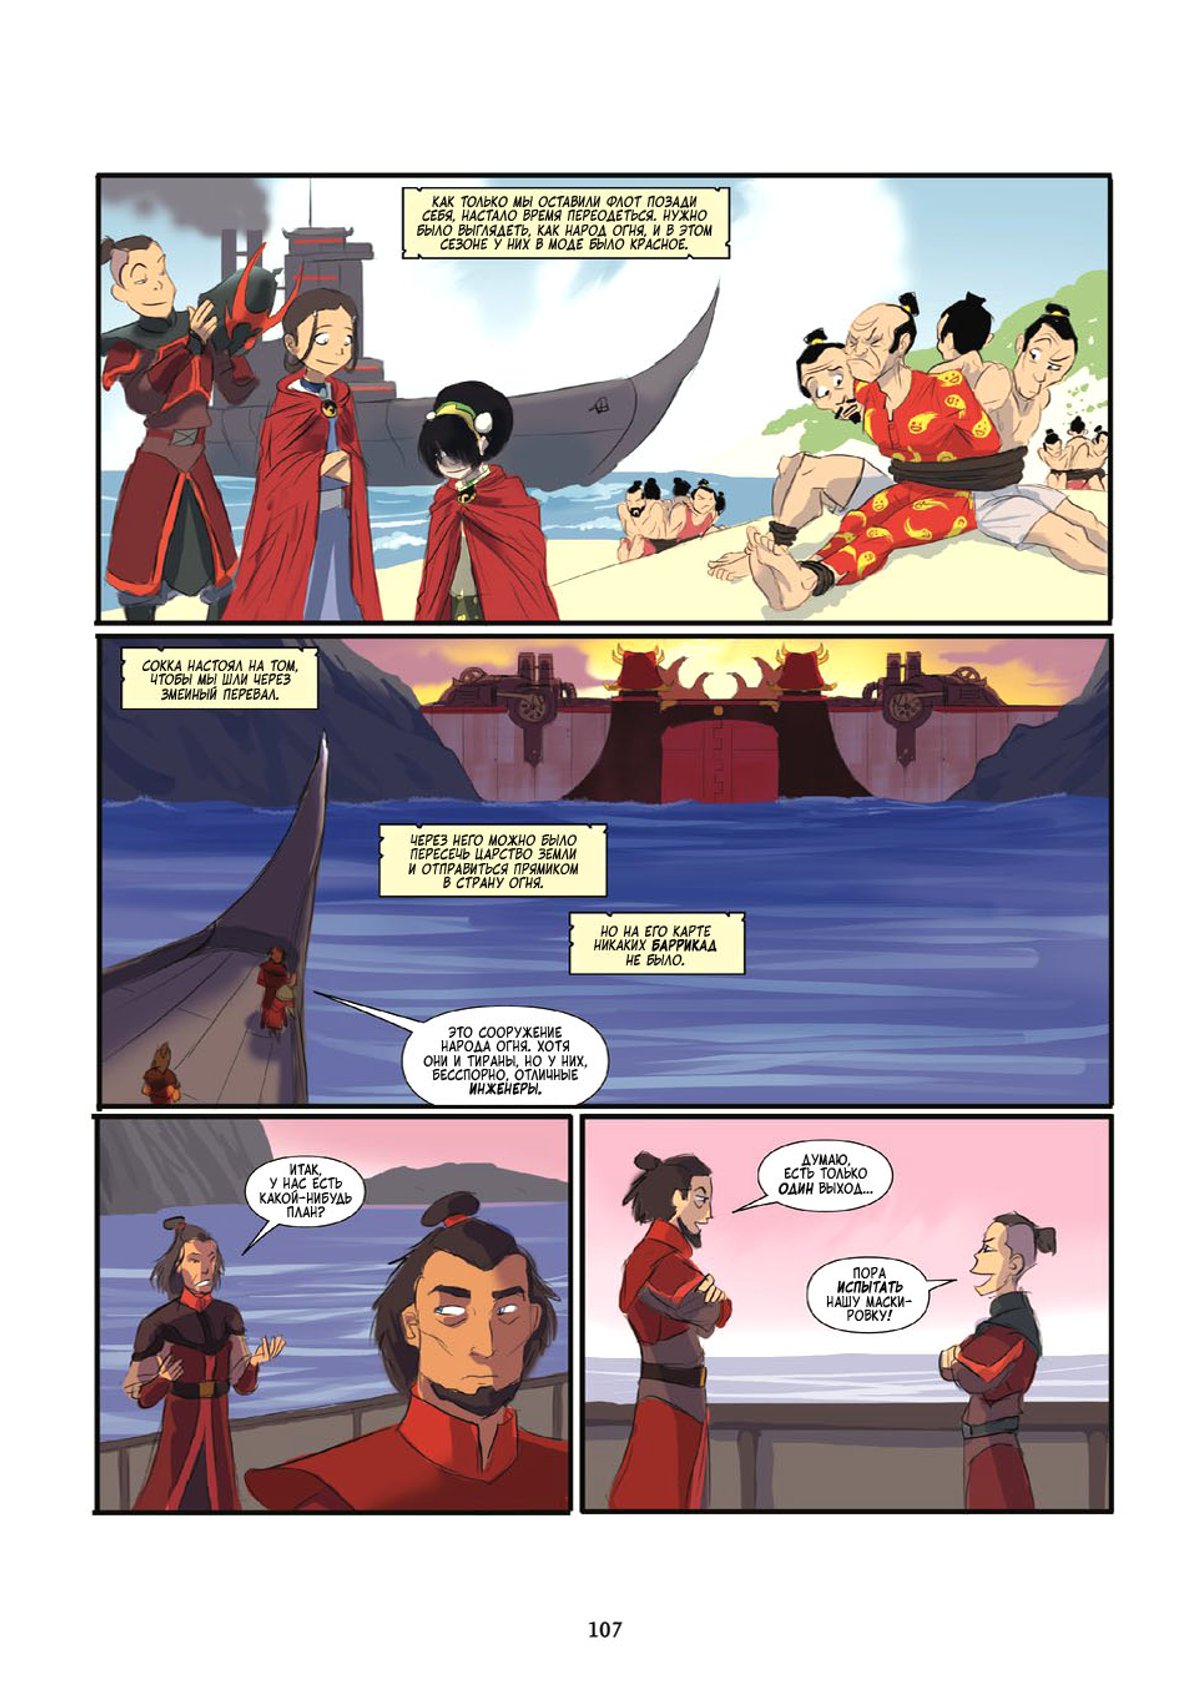 КАК ТОЛЬКО МЫ ОСТАВИЛИ ФЛОТ ПОЗАДИ
СЕБЯ, НАСТАЛО ВРЕМЯ ПЕРЕОДЕТЬСЯ. НУЖНО
БЫЛО ВЫГЛЯДЕТЬ, КАК НАРОД ОГНЯ, И В ЭТОМ
СЕЗОНЕ У НИХ В МОДЕ БЫЛО КРАСНОЕ.
СОККА НАСТОЯЛ НА ТОМ,
ЧТОБЫ МЫ ШЛИ ЧЕРЕЗ
ЗМЕИНЫЙ ПЕРЕВАЛ.
ЧЕРЕЗ НЕГО МОЖНО БЫЛО
ПЕРЕСЕЧЬ ЦАРСТВО ЗЕМЛИ
И ОТПРАВИТЬСЯ ПРЯМИКОМ
В СТРАНУ ОГНЯ.
НО НА ЕГО КАРТЕ
НИКАКИХ БАРРИКАД
НЕ БЫЛО.
ЭТО СООРУЖЕНИЕ
НАРОДА ОГНЯ. ХОТЯ
ОНИ И ТИРАНЫ, НО У НИХ,
БЕССПОРНО, ОТЛИЧНЫЕ
ИНЖЕНЕРЫ.
ИТАК,
У НАС ЕСТЬ
КАКОЙ-НИБУДЬ
ПЛАН?
ДУМАЮ,
ЕСТЬ ТОЛЬКО
ОДИН ВЫХОД...
ПОРА
ИСПЫТАТЬ
НАШУ МАСКИ-
РОВКУ!
107